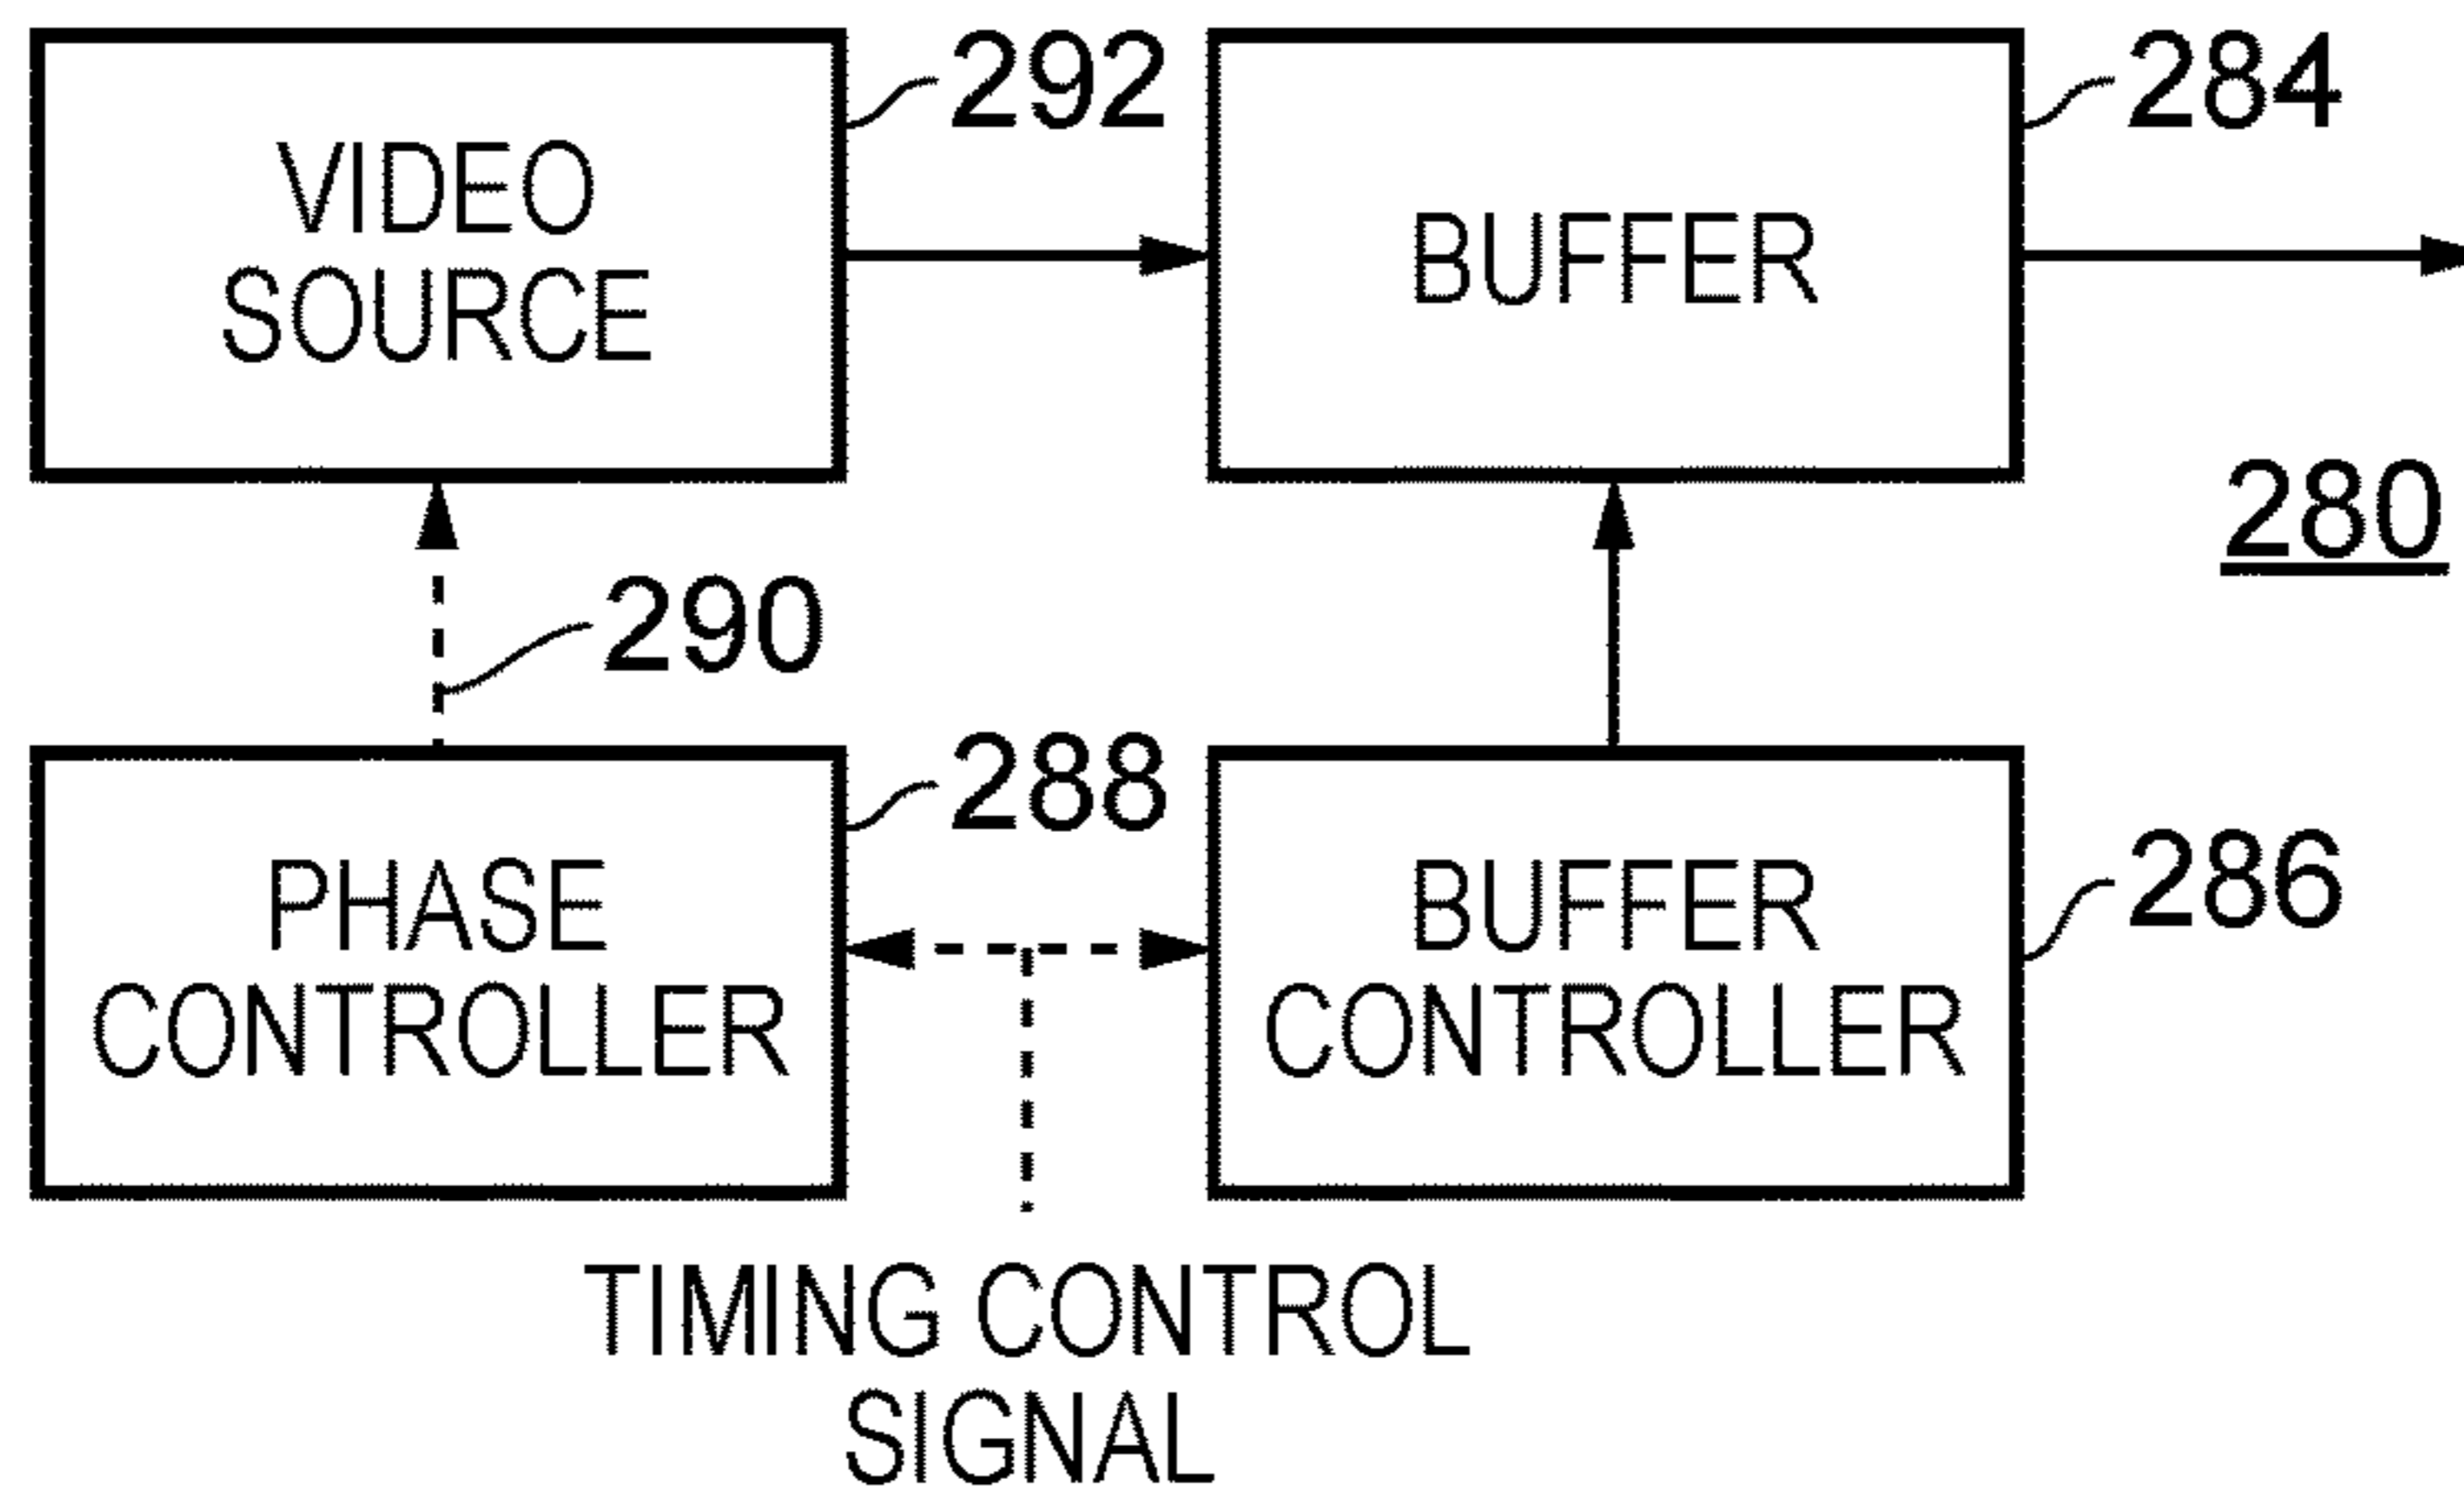 292
284
VIDEO
SOURCE
BUFFER
280
290
288
286
PHASE
CONTROLLER
BUFFER
CONTROLLER
TIMING CONTROL
SIGNAL